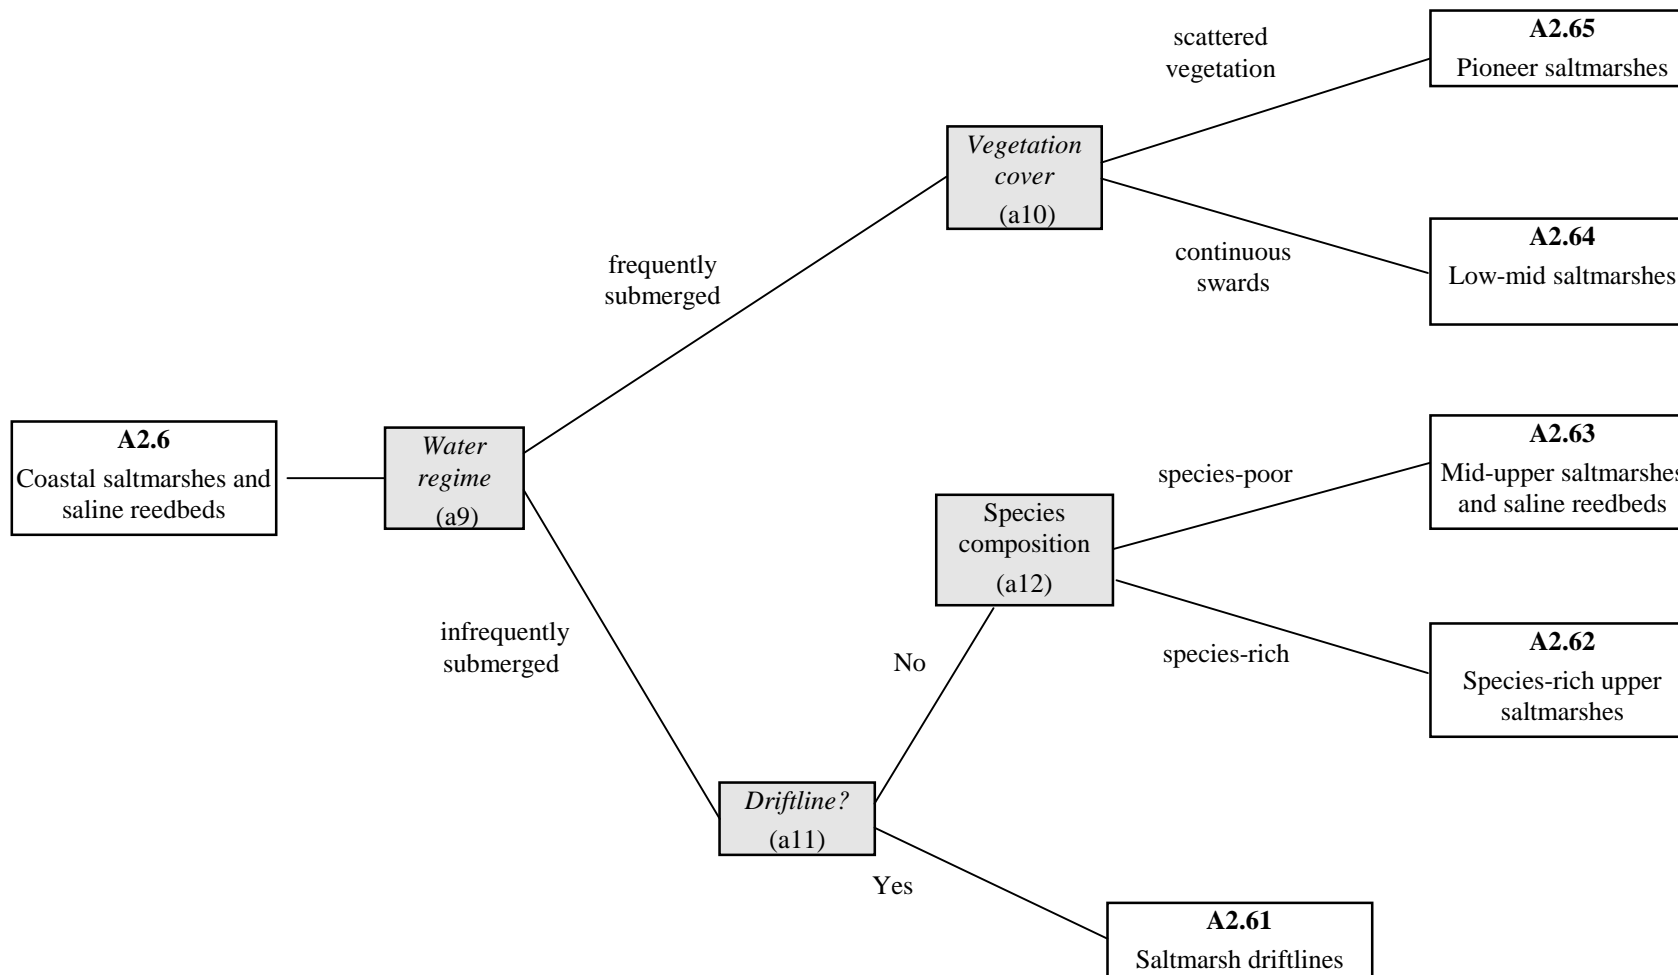 scattered
vegetation
A2.65
Pioneer saltmarshes
Vegetation
cover
(a10)
continuous
swards
A2.64
Low-mid saltmarshes
frequently
submerged
A2.6
Coastal saltmarshes and
saline reedbeds
Water
regime
(a9)
species-poor
A2.63
Mid-upper saltmarshes
and saline reedbeds
Species
composition
(a12)
infrequently
submerged
No
species-rich
A2.62
Species-rich upper
saltmarshes
Driftline?
(a11)
Yes
A2.61
Saltmarsh driftlines